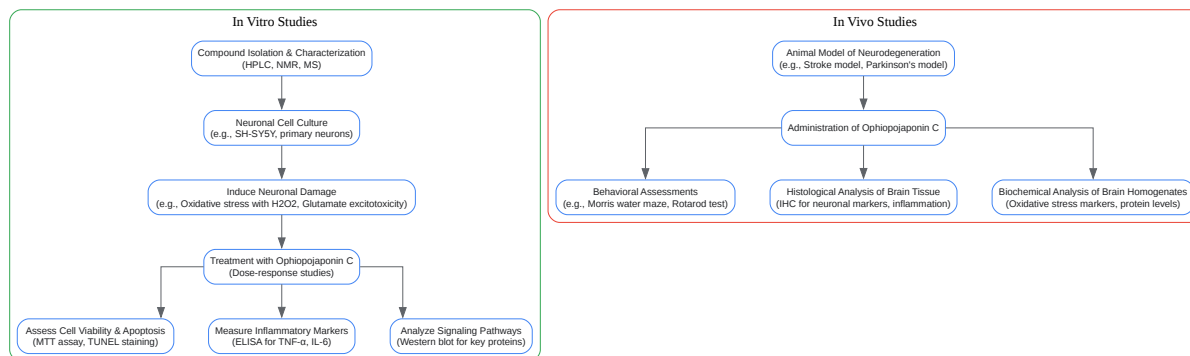 In Vitro Studies
Compound Isolation & Characterization
(HPLC, NMR, MS)
Neuronal Cell Culture
(e.g., SH-SY5Y, primary neurons)
Induce Neuronal Damage
(e.g., Oxidative stress with H2O2, Glutamate excitotoxicity)
Treatment with Ophiopojaponin C
(Dose-response studies)
Assess Cell Viability & Apoptosis
(MTT assay, TUNEL staining)
Measure Inflammatory Markers
(ELISA for TNF-α, IL-6)
Analyze Signaling Pathways
(Western blot for key proteins)
In Vivo Studies
Animal Model of Neurodegeneration
(e.g., Stroke model, Parkinson's model)
Administration of Ophiopojaponin C
Behavioral Assessments
(e.g., Morris water maze, Rotarod test)
Histological Analysis of Brain Tissue
(IHC for neuronal markers, inflammation)
Biochemical Analysis of Brain Homogenates
(Oxidative stress markers, protein levels)